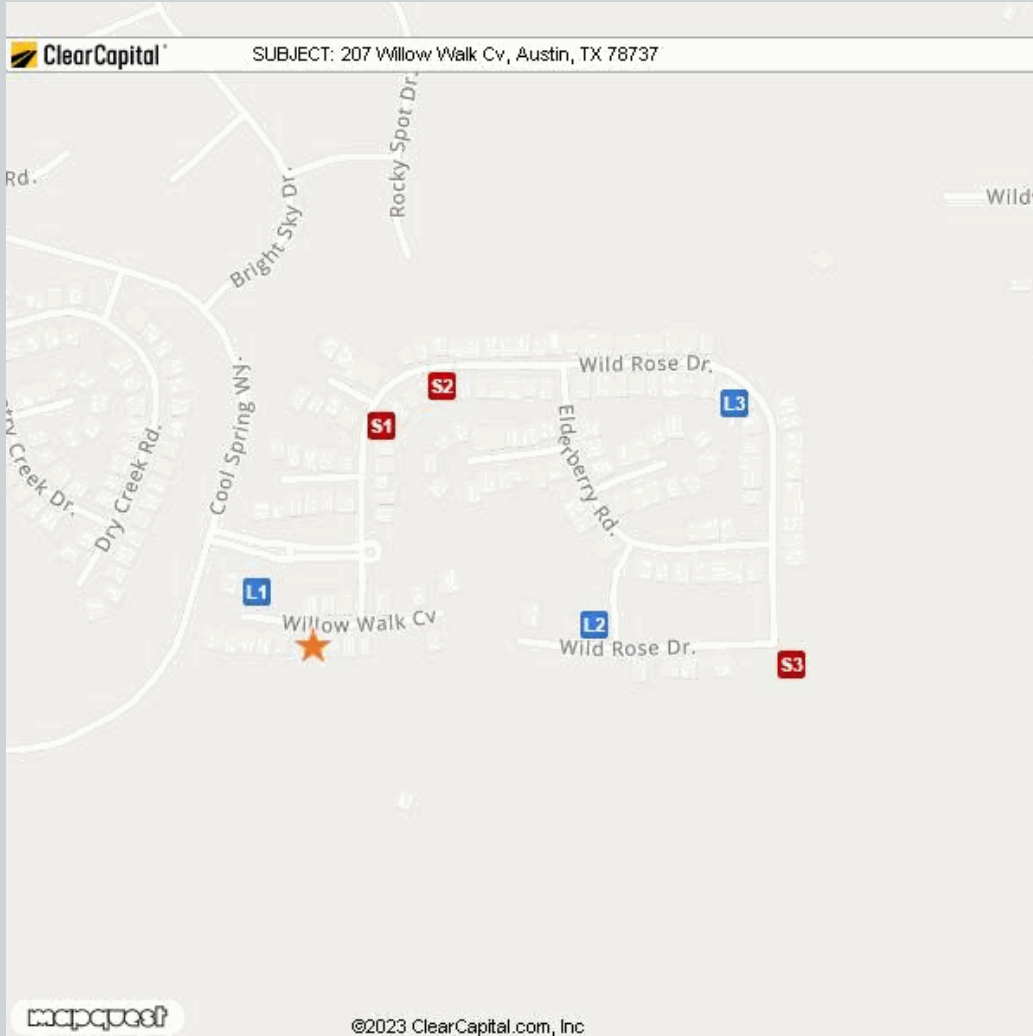 ClearCapital SUBJECT: 207 Willow Walk Cv, Austin, TX 78737
Rocky Spot Dr.
Rd.
Bright Sky Dr.
Wild Rose Dr.
S2
L3
S1
Cool Spring Wy.
Elderberry Rd.
Creek Dr.
Dry Creek Rd.
L1
Willow Walk Cv
L2
Wild Rose Dr.
S3
mapquest
©2023 ClearCapital.com, Inc